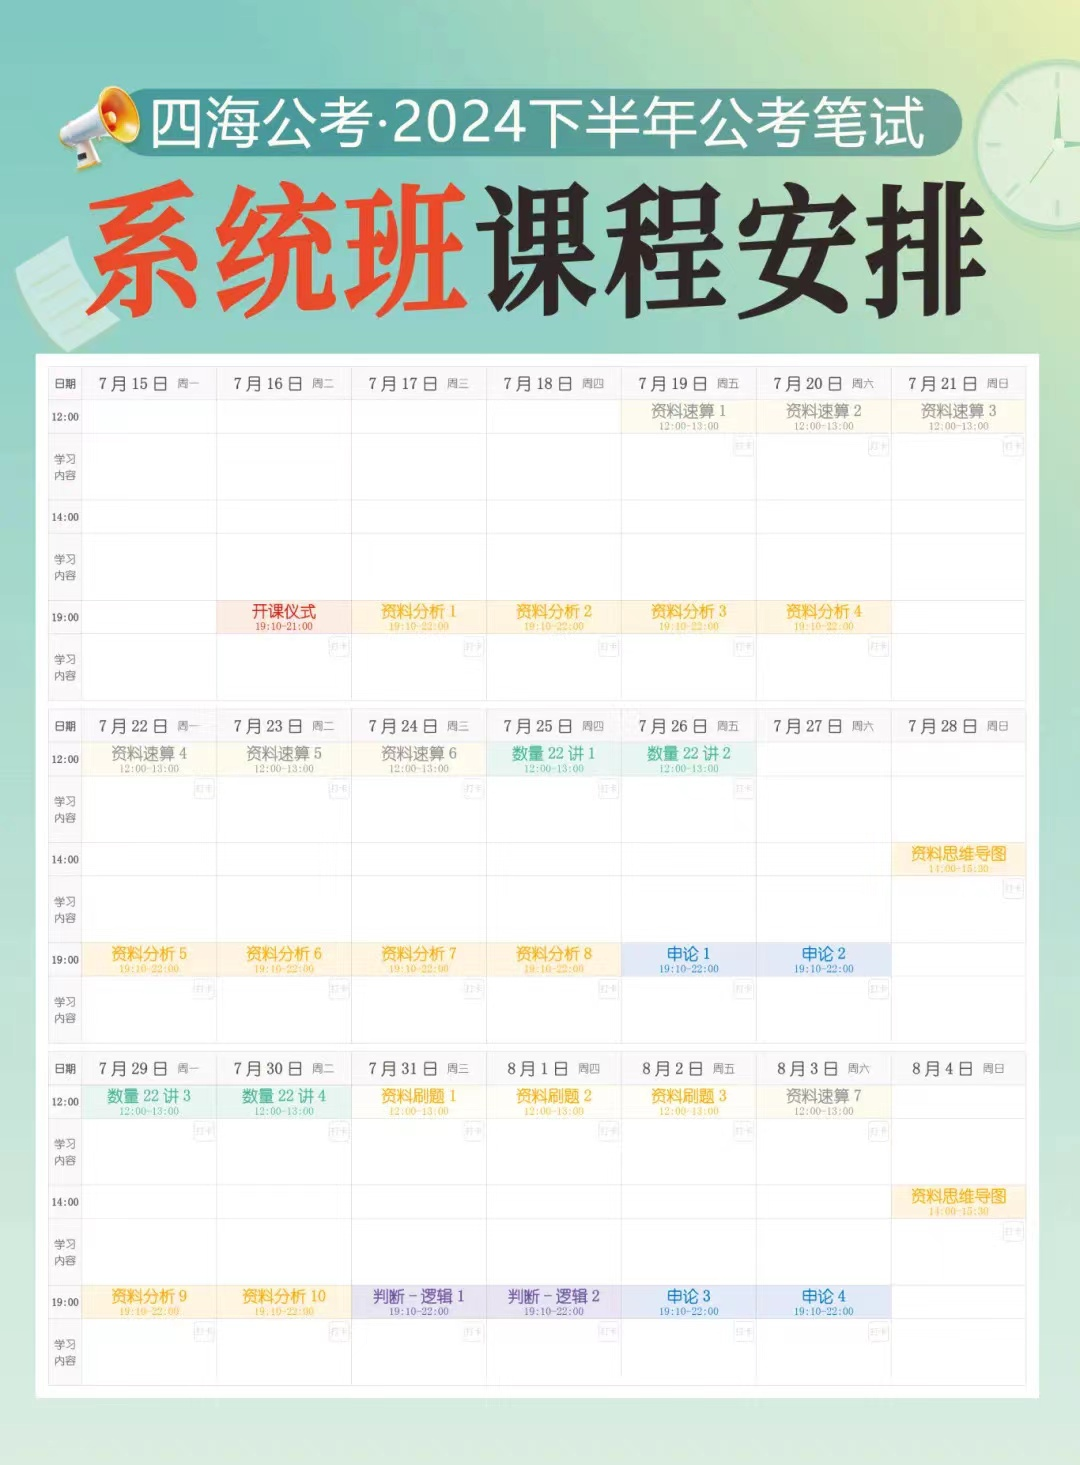 四海公考·2024下半年公考笔试
系统班课程安排
日期 7月15日 周一 7月16日 周二 7月17日 周三 7月18日 周四 7月19日 周五 7月20日 周六 7月21日 周日
12:00 资料速算 1 资料速算 2 资料速算 3
12:00-13:00 12:00-13:00 12:00-13:00
打卡 打卡 打卡
学习
内容
14:00
学习
内容
19:00 开课仪式 资料分析 1 资料分析 2 资料分析 3 资料分析 4
19:10-21:00 19:10-22:00 19:10-22:00 19:10-22:00 19:10-22:00
打卡 打卡 打卡 打卡 打卡
学习
内容
日期 7月22日 周一 7月23日 周二 7月24日 周三 7月25日 周四 7月26日 周五 7月27日 周六 7月28日 周日
12:00 资料速算 4 资料速算 5 资料速算 6 数量 22 讲 1 数量 22 讲 2
12:00-13:00 12:00-13:00 12:00-13:00 12:00-13:00 12:00-13:00
打卡 打卡 打卡 打卡 打卡
学习
内容
14:00 资料思维导图
14:00-15:30
打卡
学习
内容
19:00 资料分析 5 资料分析 6 资料分析 7 资料分析 8 申论 1 申论 2
19:10-22:00 19:10-22:00 19:10-22:00 19:10-22:00 19:10-22:00 19:10-22:00
打卡 打卡 打卡 打卡 打卡 打卡
学习
内容
日期 7月29日 周一 7月30日 周二 7月31日 周三 8月1日 周四 8月2日 周五 8月3日 周六 8月4日 周日
12:00 数量 22 讲 3 数量 22 讲 4 资料刷题 1 资料刷题 2 资料刷题 3 资料速算 7
12:00-13:00 12:00-13:00 12:00-13:00 12:00-13:00 12:00-13:00 12:00-13:00
打卡 打卡 打卡 打卡 打卡 打卡
学习
内容
14:00 资料思维导图
14:00-15:30
打卡
学习
内容
19:00 资料分析 9 资料分析 10 判断－逻辑 1 判断－逻辑 2 申论 3 申论 4
19:10-22:00 19:10-22:00 19:10-22:00 19:10-22:00 19:10-22:00 19:10-22:00
打卡 打卡 打卡 打卡 打卡 打卡
学习
内容